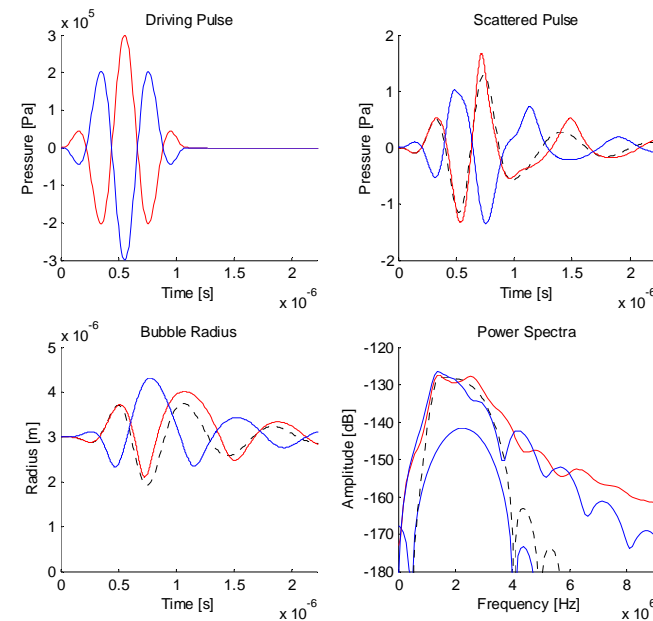 Driving Pulse
x 10^5
3
2
1
0
-1
-2
-3
Pressure [Pa]
0 0.5 1 1.5 2
Time [s]
x 10^-6
Scattered Pulse
2
1
0
-1
-2
Pressure [Pa]
0 0.5 1 1.5 2
Time [s]
x 10^-6
Bubble Radius
x 10^-6
5
4
3
2
1
0
Radius [m]
0 0.5 1 1.5 2
Time [s]
x 10^-6
Power Spectra
-120
-130
-140
-150
-160
-170
-180
Amplitude [dB]
0 2 4 6 8
Frequency [Hz]
x 10^6